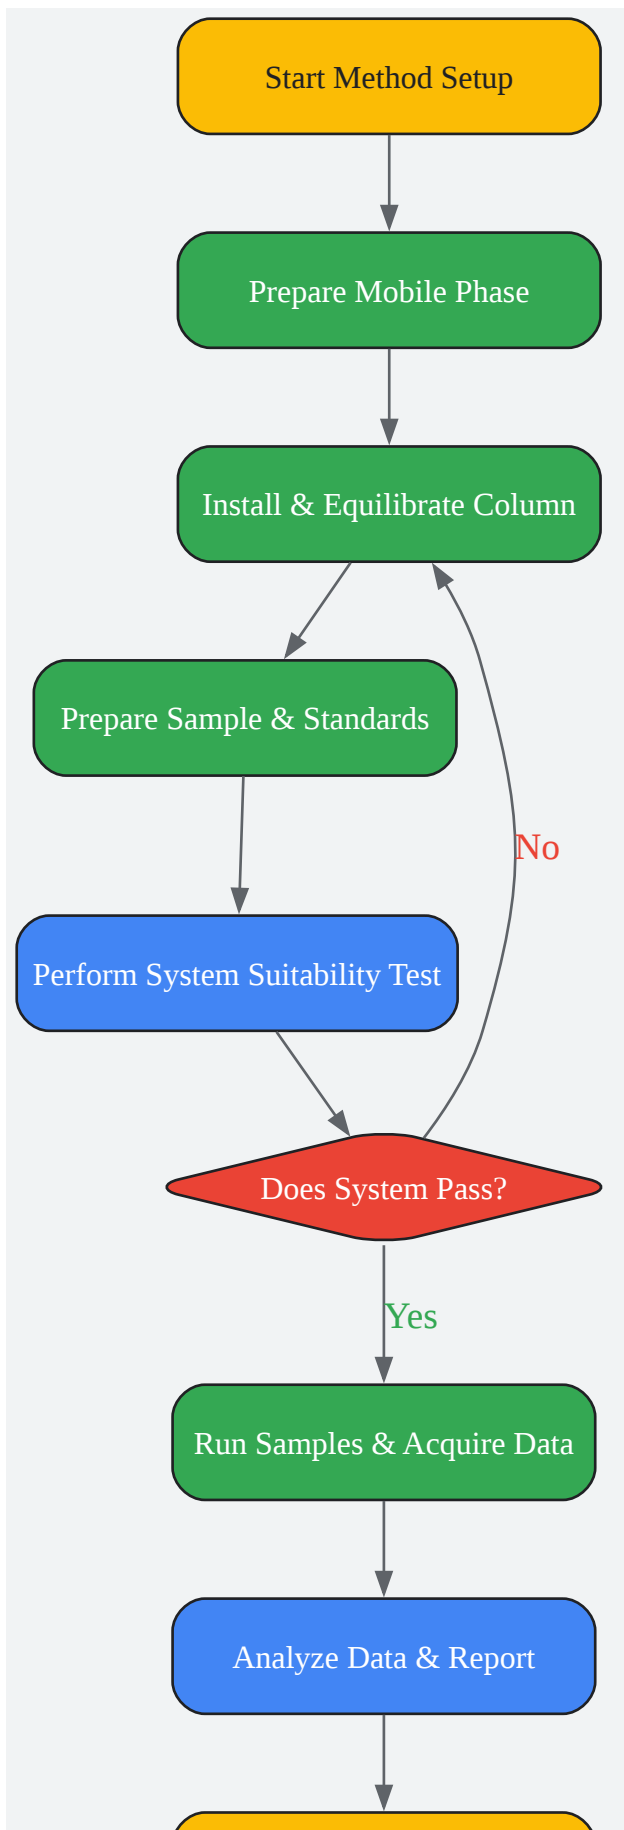 Start Method Setup
Prepare Mobile Phase
Install & Equilibrate Column
Prepare Sample & Standards
No
Perform System Suitability Test
Does System Pass?
Yes
Run Samples & Acquire Data
Analyze Data & Report